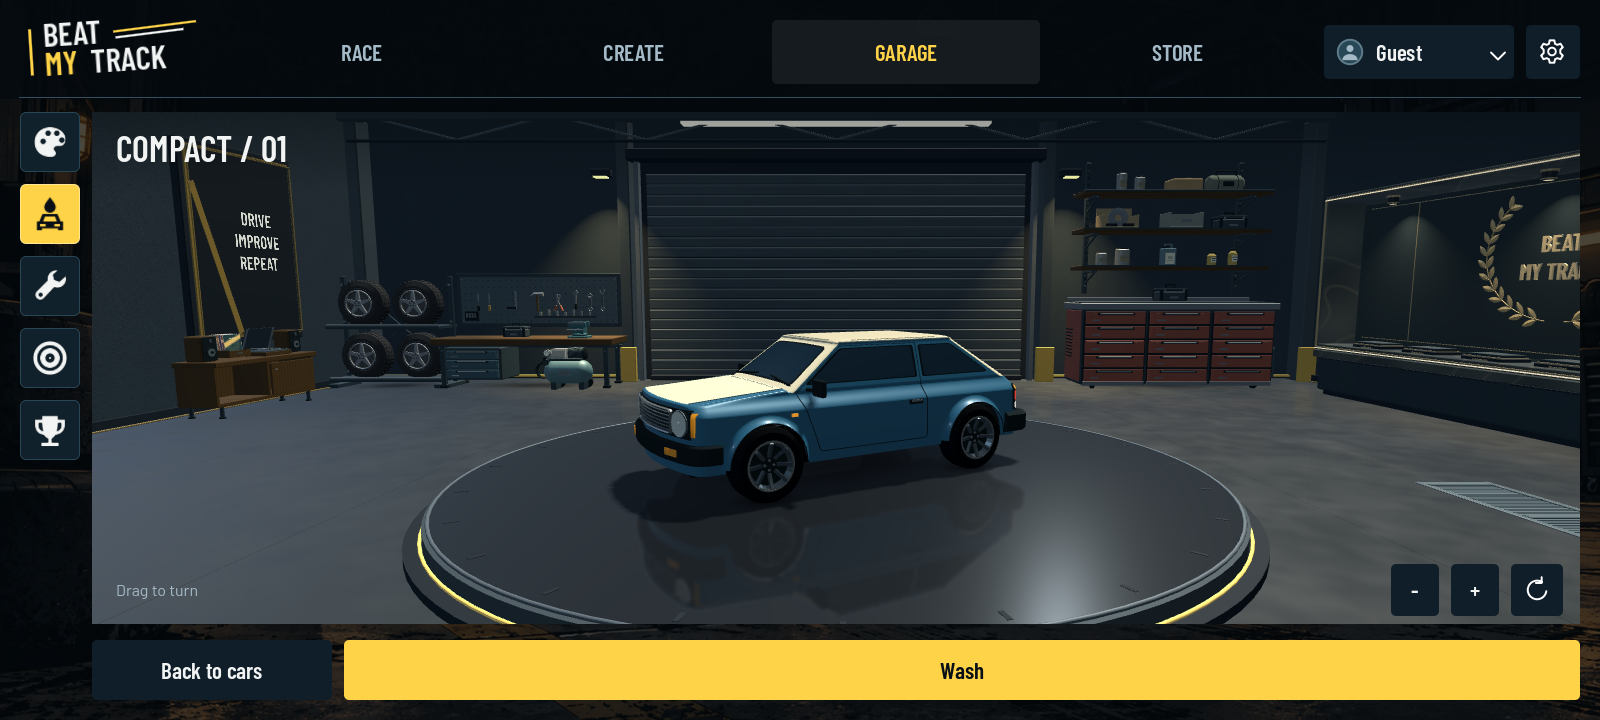 BEAT
MY TRACK
RACE
CREATE
GARAGE
STORE
Guest
COMPACT / 01
DRIVE
IMPROVE
REPEAT
BEAT
MY TRA
Drag to turn
-
+
Back to cars
Wash